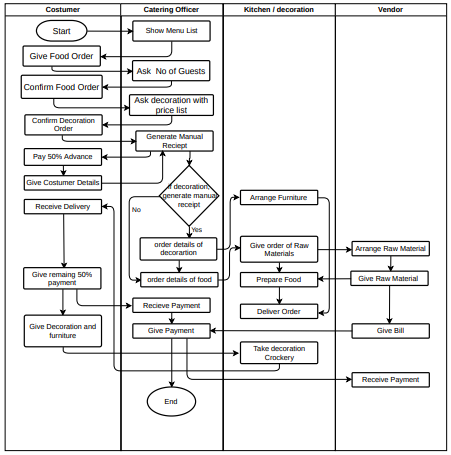 Costumer
Catering Officer
Kitchen / decoration
Vendor
Start
Show Menu List
Give Food Order
Ask No of Guests
Confirm Food Order
Ask decoration with
price list
Confirm Decoration
Order
Generate Manual
Reciept
Pay 50% Advance
Give Costumer Details
If decoration,
generate manual
receipt
No
Yes
Arrange Furniture
Receive Delivery
order details of
decorartion
Give order of Raw
Materials
Arrange Raw Material
Give remaing 50%
payment
order details of food
Prepare Food
Give Raw Material
Recieve Payment
Deliver Order
Give Decoration and
furniture
Give Payment
Give Bill
Take decoration
Crockery
Receive Payment
End